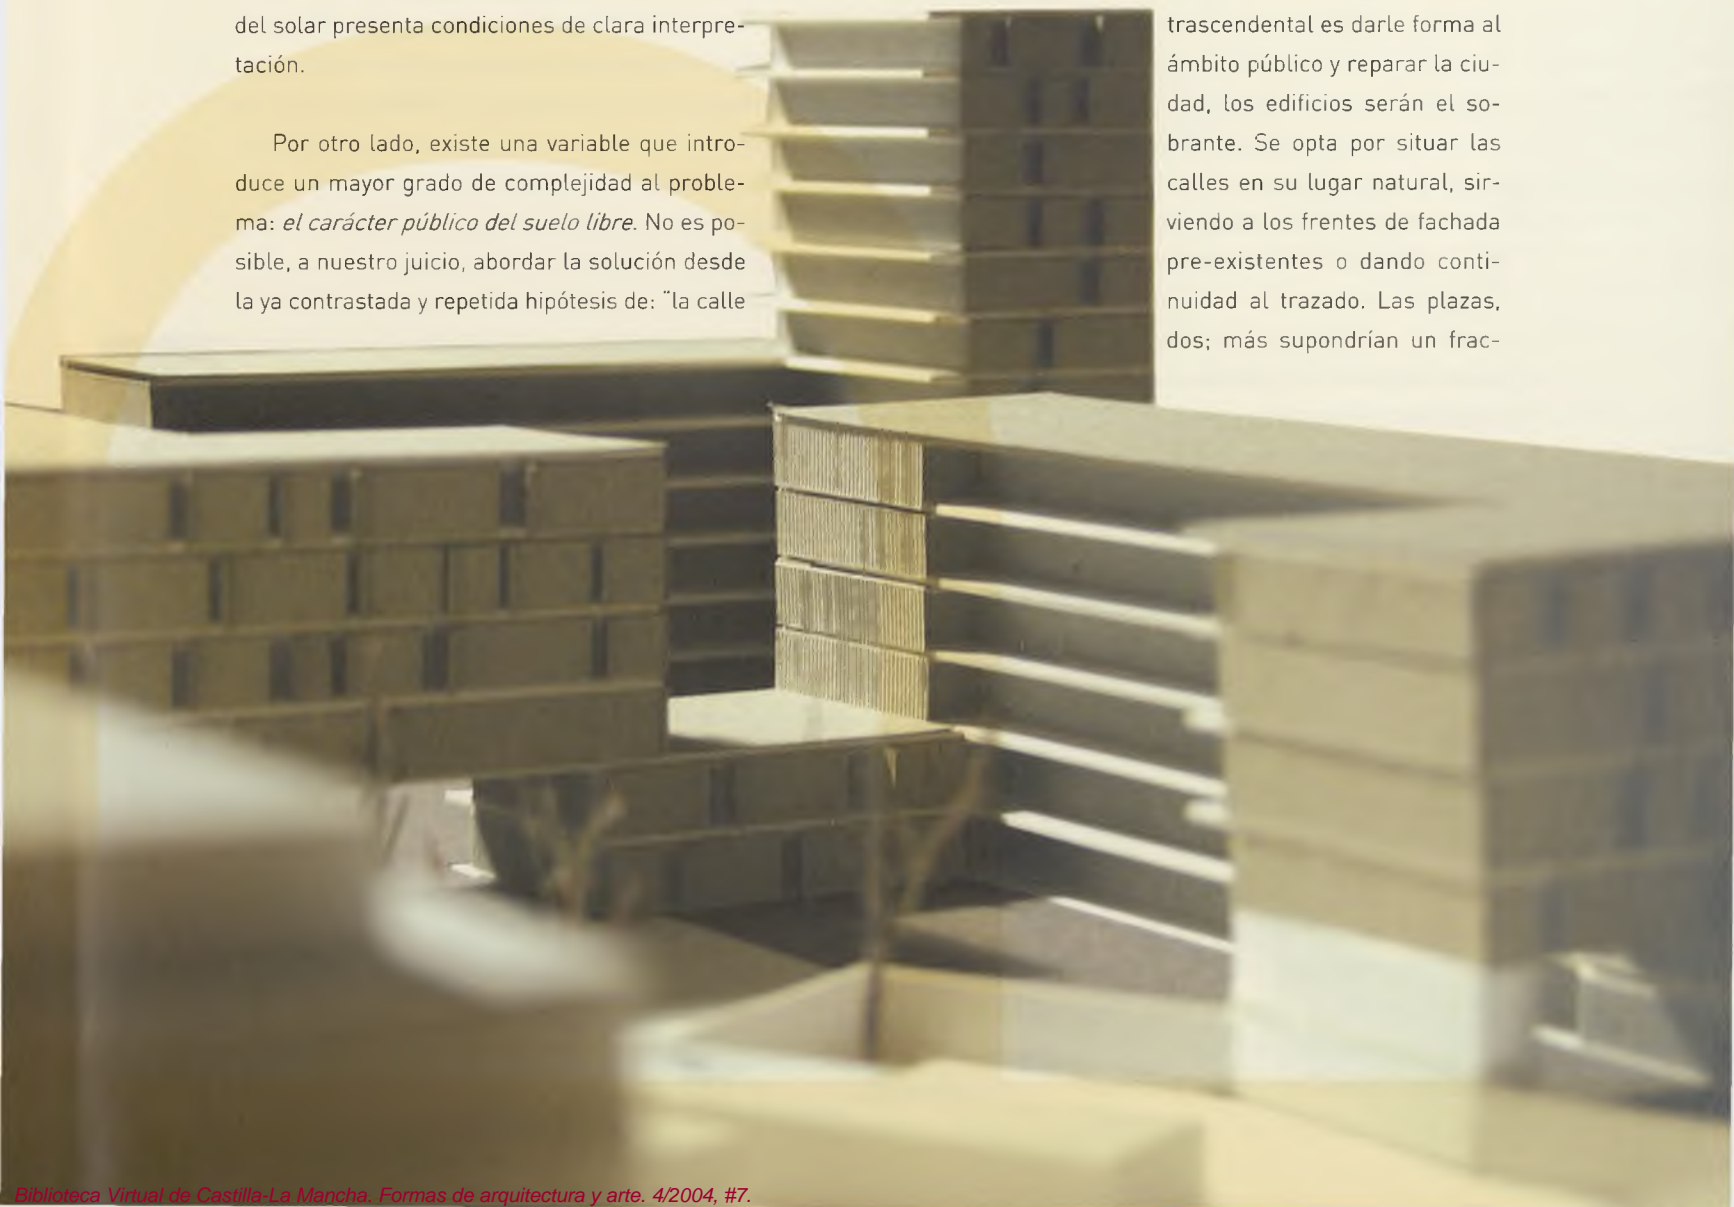 del solar presenta condiciones de clara interpre-
tación.
Por otro lado, existe una variable que intro-
duce un mayor grado de complejidad al proble-
ma: el carácter público del suelo libre. No es po-
sible, a nuestro juicio, abordar la solución desde
la ya contrastada y repetida hipótesis de: “la calle
trascendental es darle forma al
ámbito público y reparar la ciu-
dad, los edificios serán el so-
brante. Se opta por situar las
calles en su lugar natural, sir-
viendo a los frentes de fachada
pre-existentes o dando conti-
nuidad al trazado. Las plazas,
dos; más supondrían un frac-
Biblioteca Virtual de Castilla-La Mancha. Formas de arquitectura y arte. 4/2004, #7.